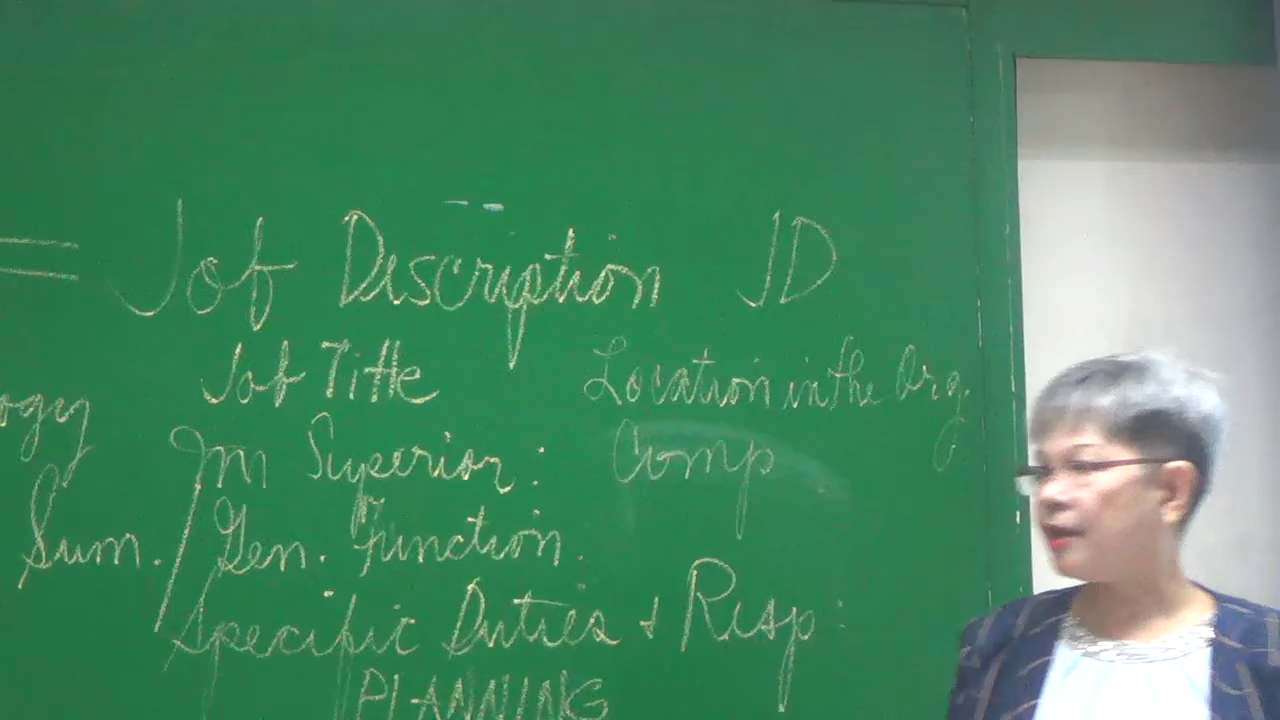 = Job Description JD
Job Title Location in the Org.
ogy Im Superior: Comp
Sum. / Gen. Function.
Specific Duties & Resp.
PLANNING